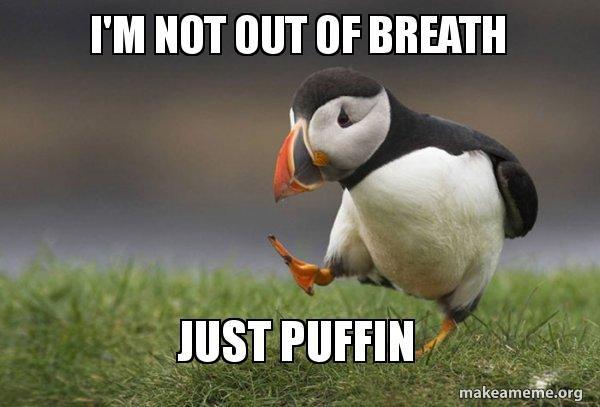 I'M NOT OUT OF BREATH
JUST PUFFIN
makeameme.org